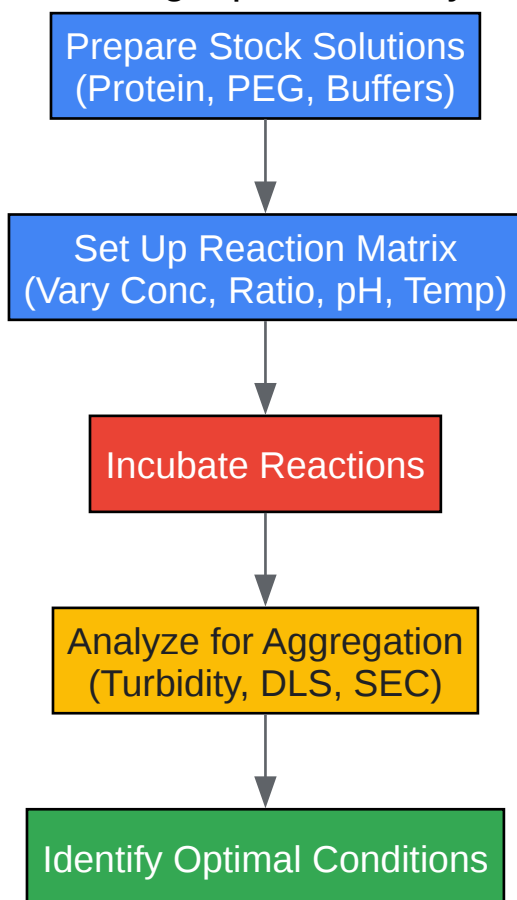 Prepare Stock Solutions
(Protein, PEG, Buffers)
Set Up Reaction Matrix
(Vary Conc, Ratio, pH, Temp)
Incubate Reactions
Analyze for Aggregation
(Turbidity, DLS, SEC)
Identify Optimal Conditions